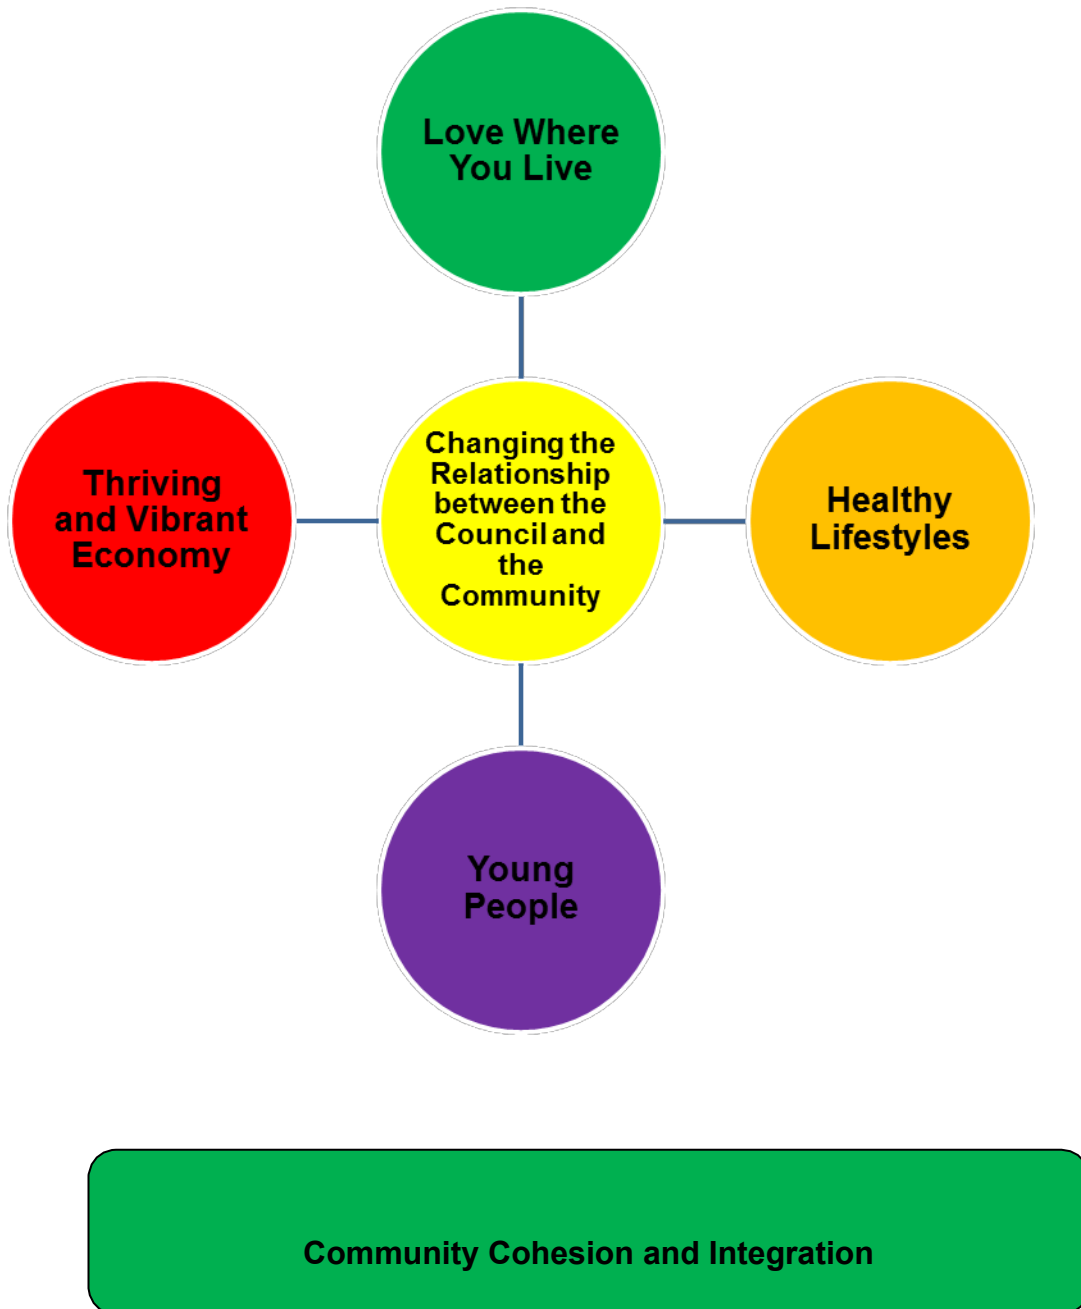 Love Where
You Live
Thriving
and Vibrant
Economy
Changing the
Relationship
between the
Council and
the
Community
Healthy
Lifestyles
Young
People
Community Cohesion and Integration